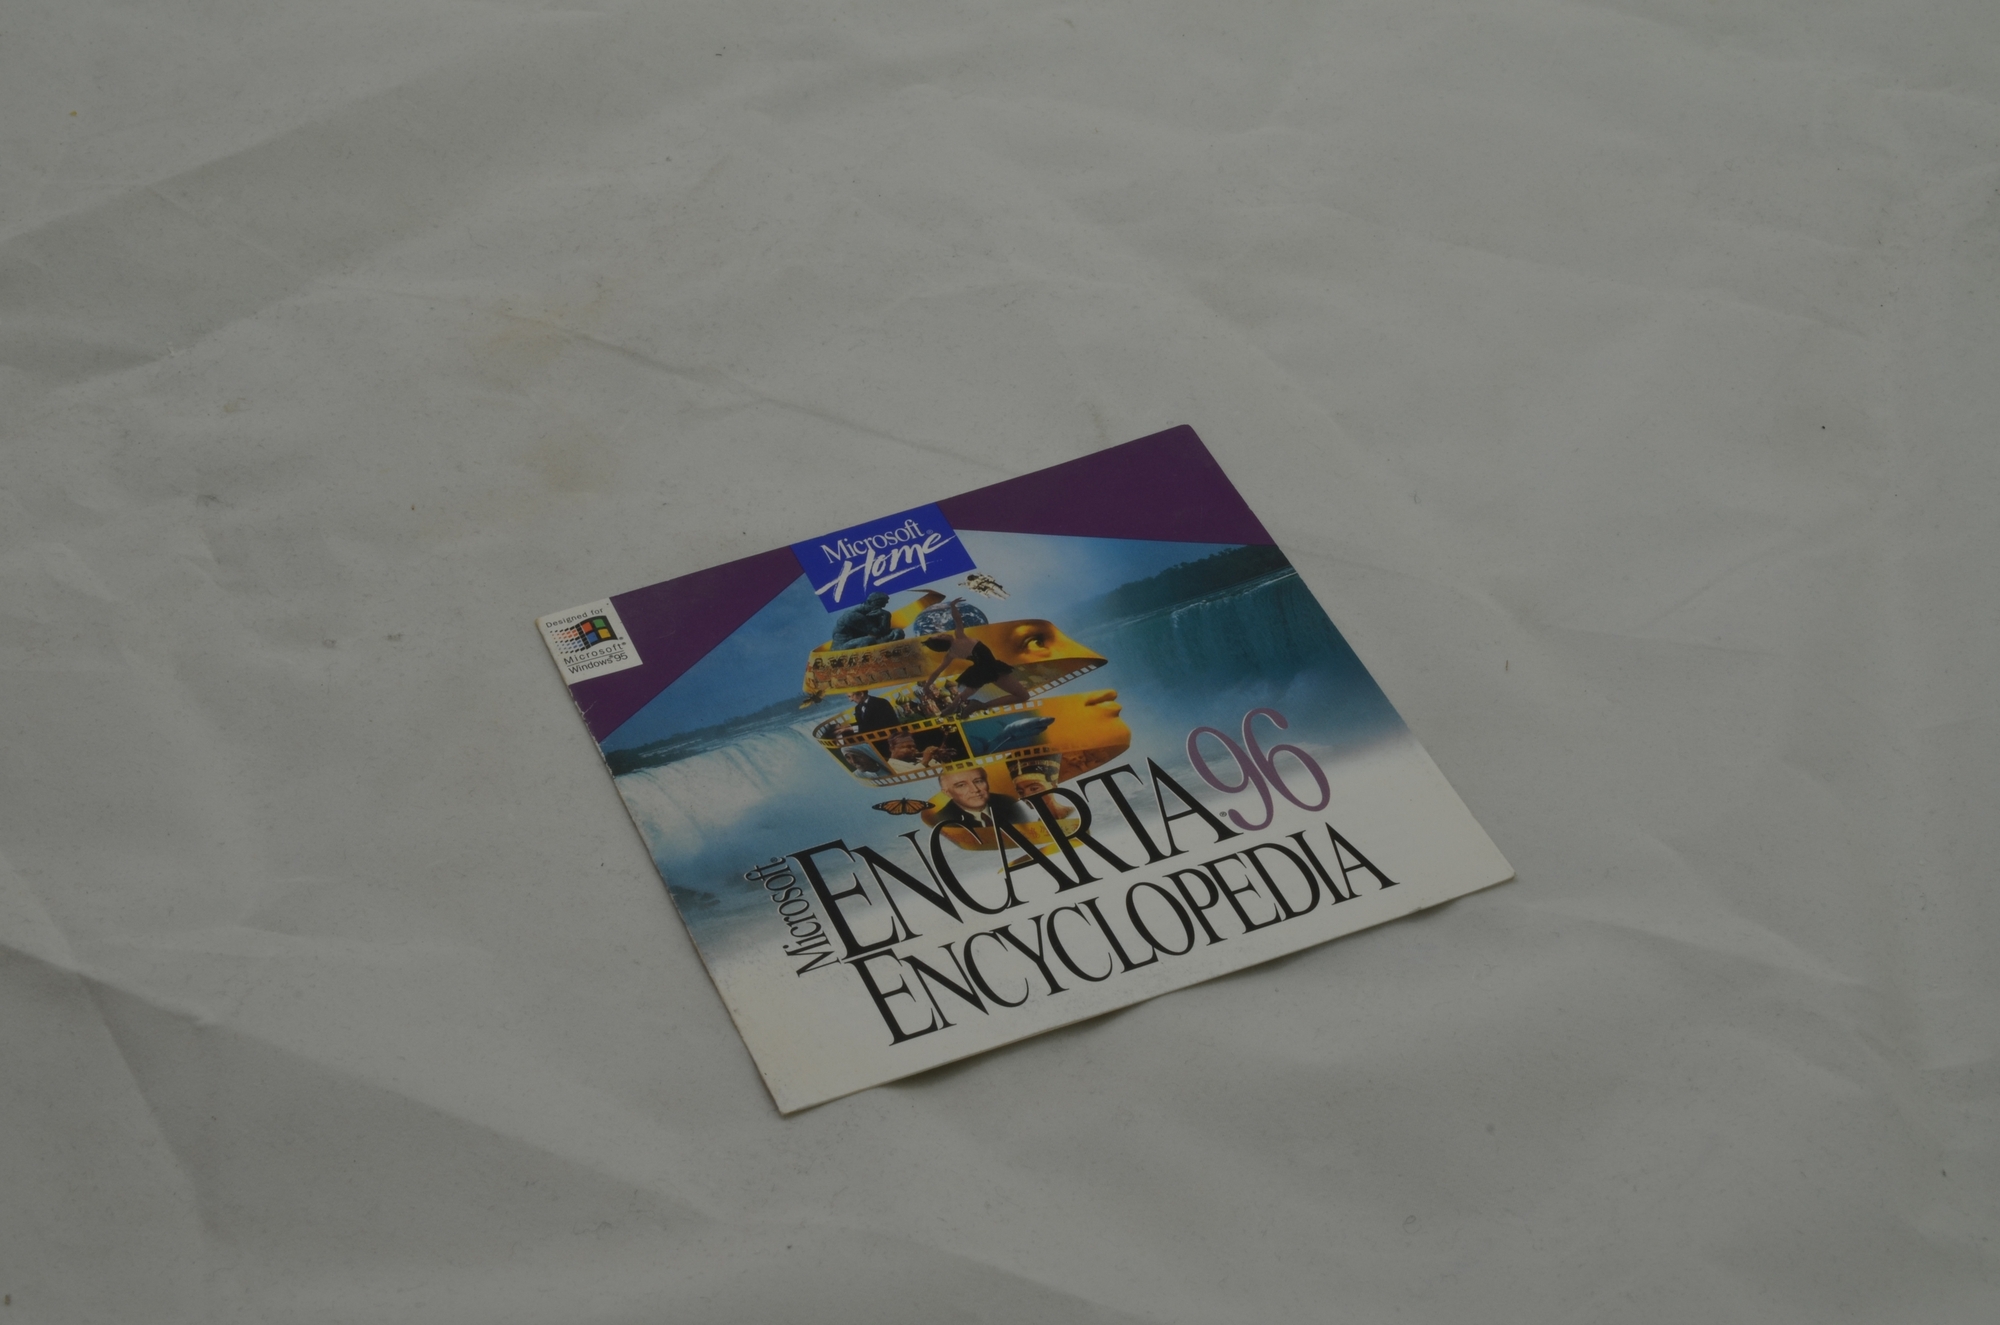 Microsoft®
Home
Designed for
Microsoft®
Windows®95
Microsoft®
ENCARTA®96
ENCYCLOPEDIA